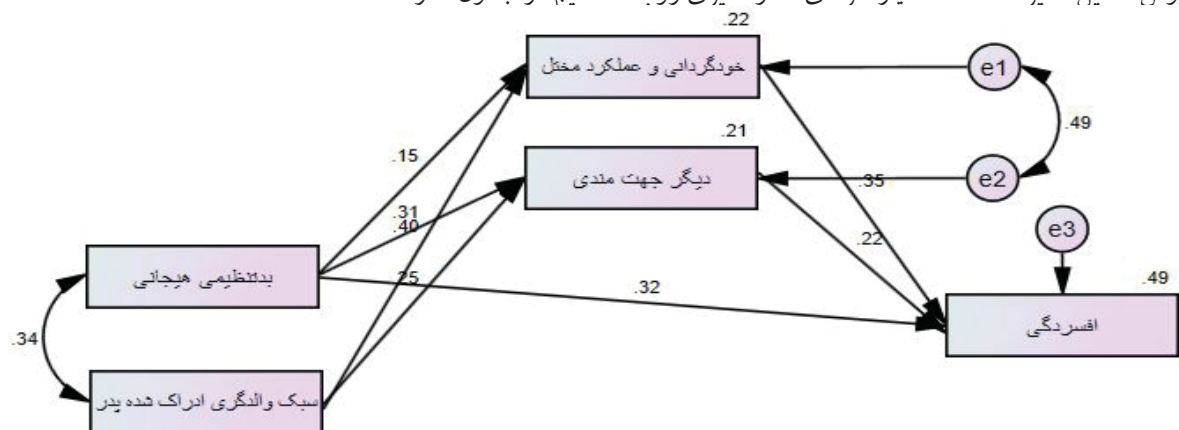 .22
خودگردانی و عملکرد مختل
e1
.49
.21
دیگر جهت مندی
e2
.15
.35
.31
.40
.22
e3
بدتنظیمی هیجانی
.25
.32
.49
افسردگی
.34
سبک والدگری ادراک شده پدر